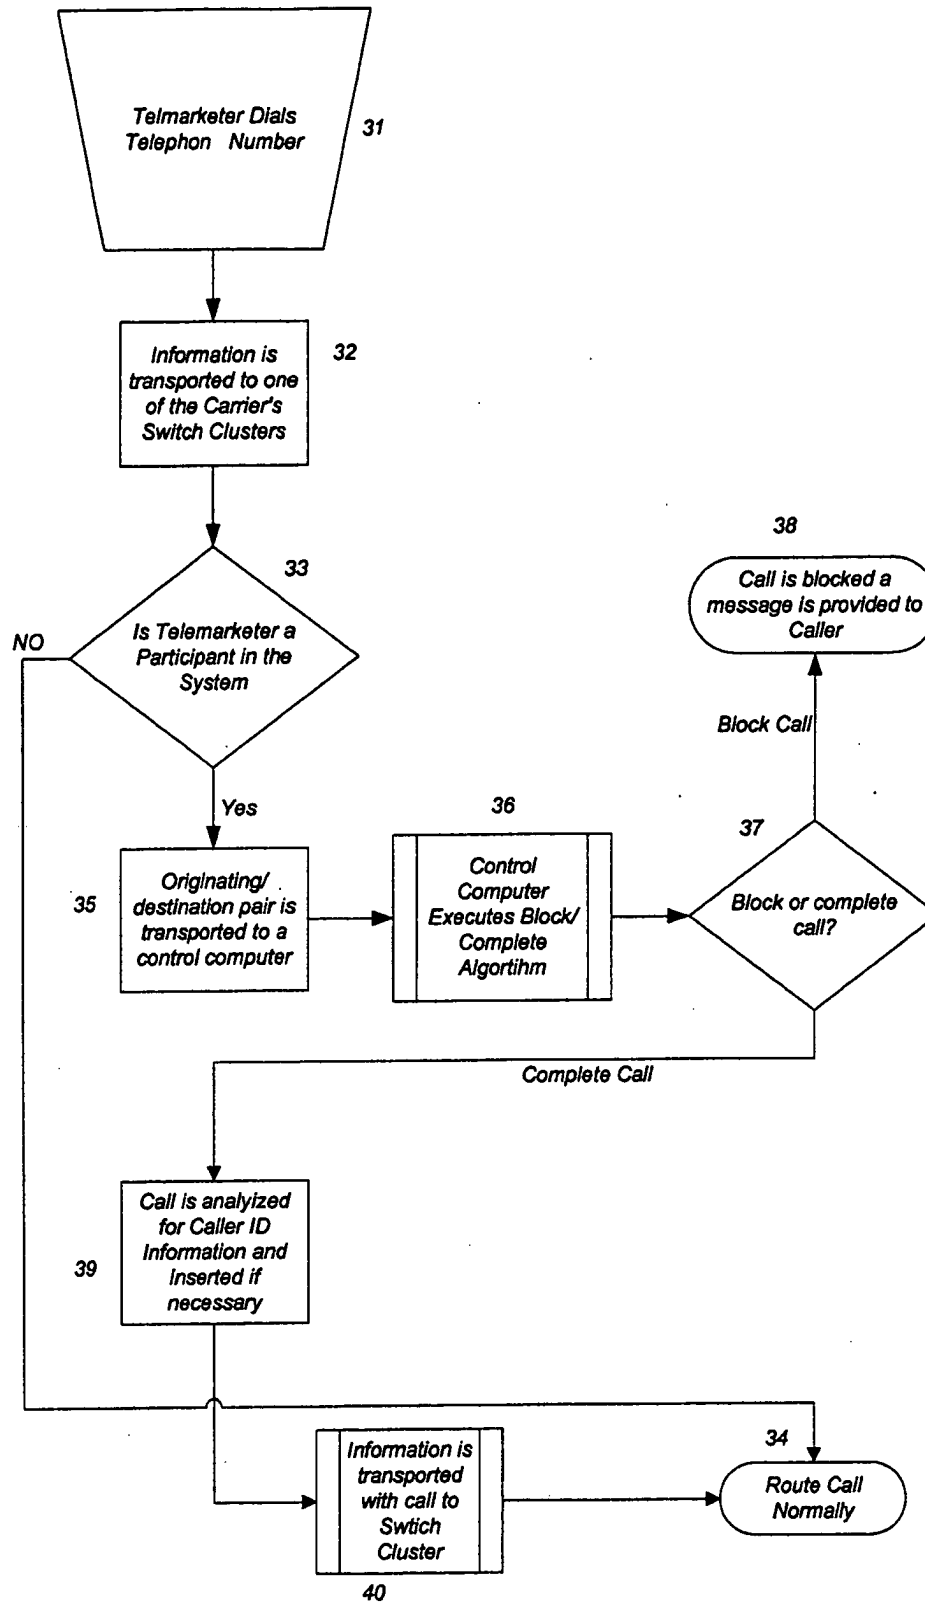 Telmarketer Dials
Telephon Number
31
Information is
transported to one
of the Carrier's
Switch Clusters
32
33
Is Telemarketer a
Participant in the
System
NO
Yes
38
Call is blocked a
message is provided to
Caller
Block Call
35
Originating/
destination pair is
transported to a
control computer
36
Control
Computer
Executes Block/
Complete
Algortihm
37
Block or complete
call?
Complete Call
39
Call is analyized
for Caller ID
Information and
inserted if
necessary
Information is
transported
with call to
Swtich
Cluster
40
34
Route Call
Normally